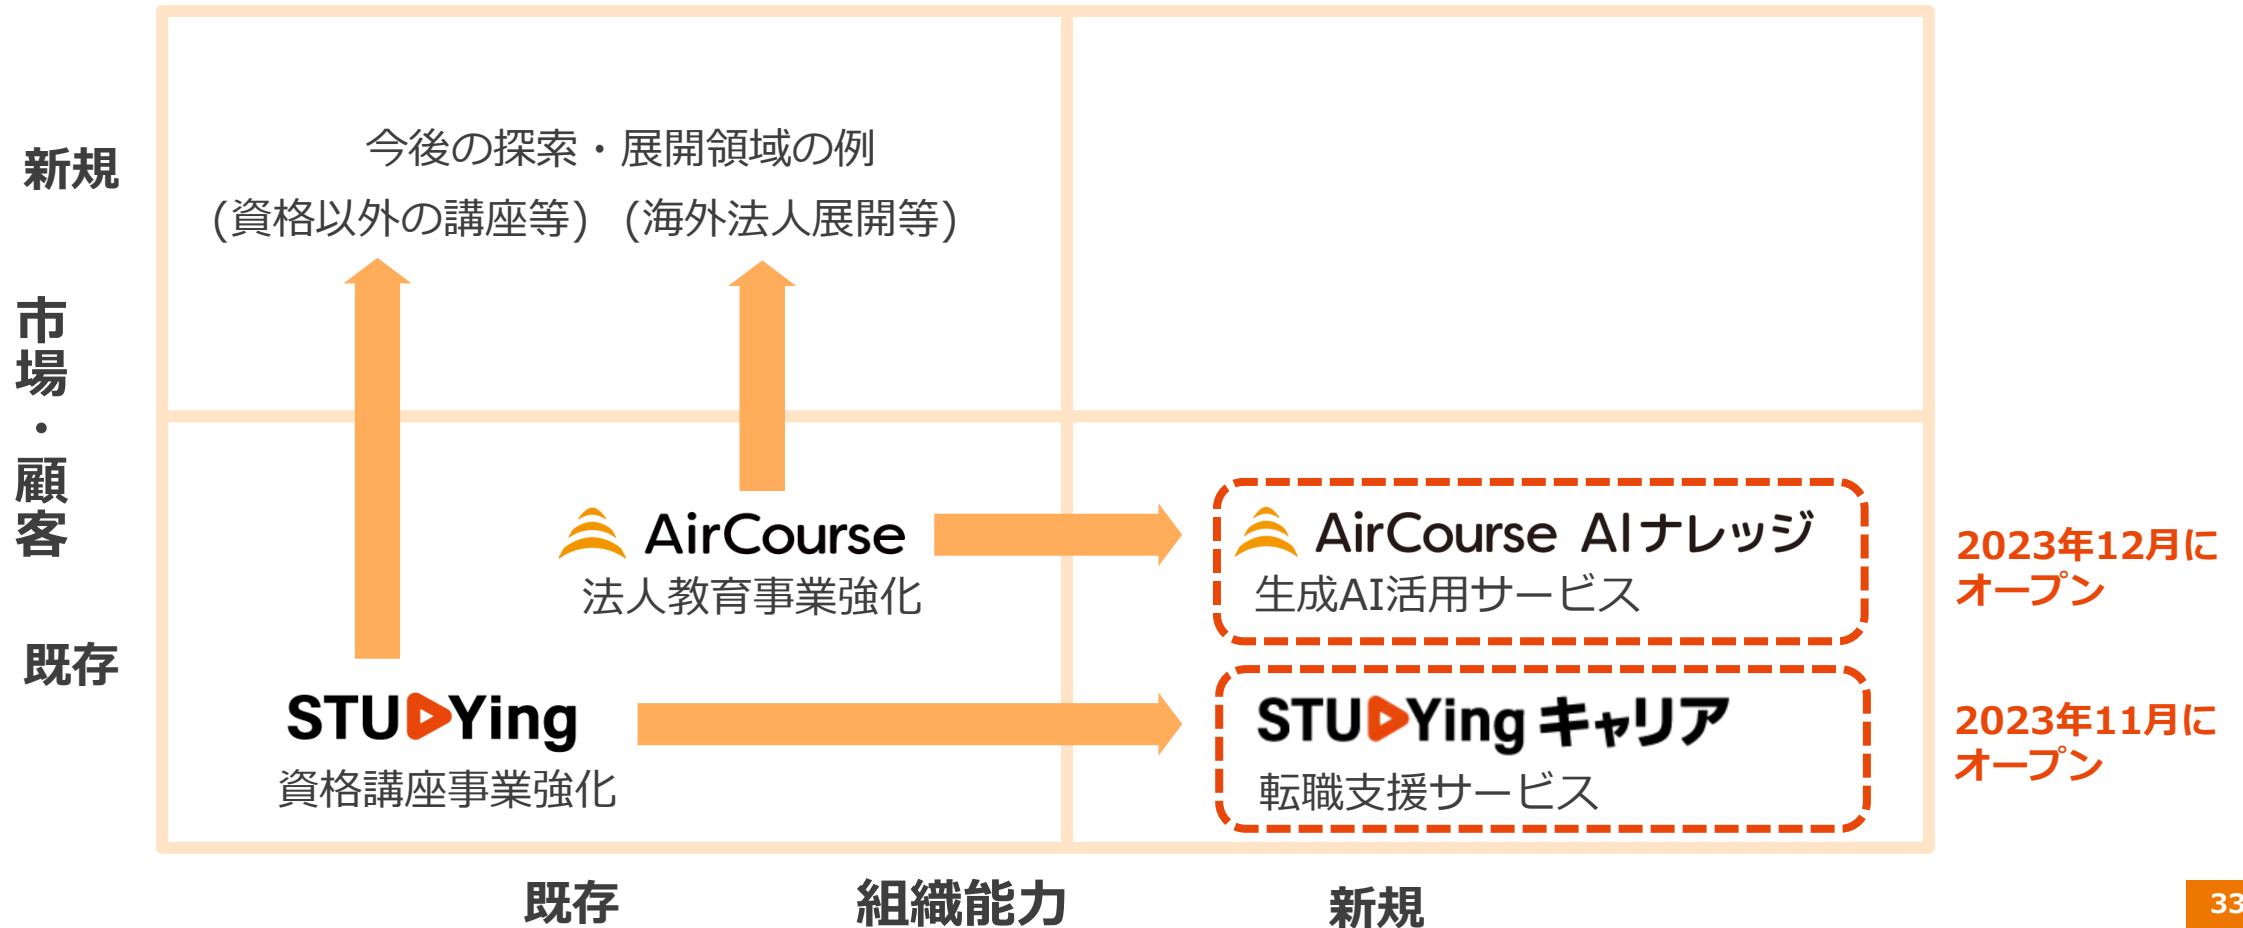 新規
市場・顧客
既存
今後の探索・展開領域の例
(資格以外の講座等) (海外法人展開等)
AirCourse
法人教育事業強化
STUDYing
資格講座事業強化
AirCourse AIナレッジ
生成AI活用サービス
2023年12月に
オープン
STUDYing キャリア
転職支援サービス
2023年11月に
オープン
既存
組織能力
新規
33